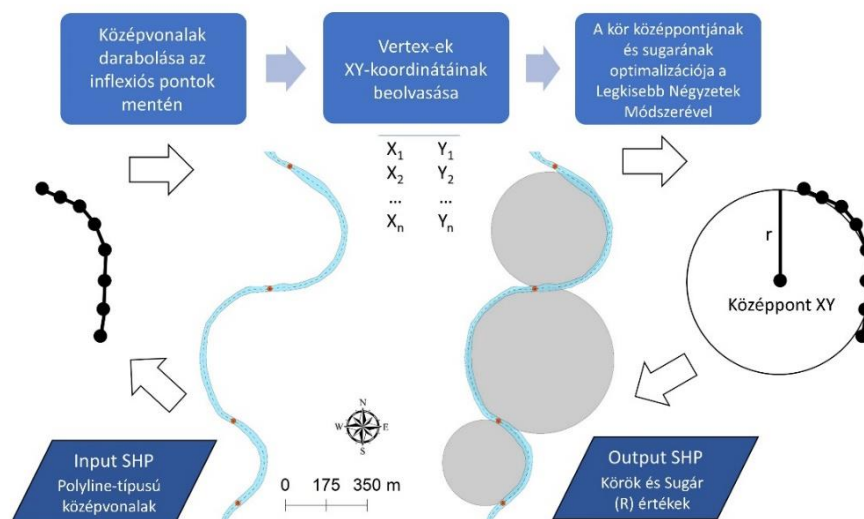 Középvonalak
darabolása az
inflexiós pontok
mentén
Vertex-ek
XY-koordinátáinak
beolvasása
A kör középpontjának
és sugarának
optimalizációja a
Legkisebb Négyzetek
Módszerével
X1 Y1
X2 Y2
... ...
Xn Yn
r
Középpont XY
N
W E
S
0 175 350 m
Input SHP
Polyline-típusú
középvonalak
Output SHP
Körök és Sugár
(R) értékek